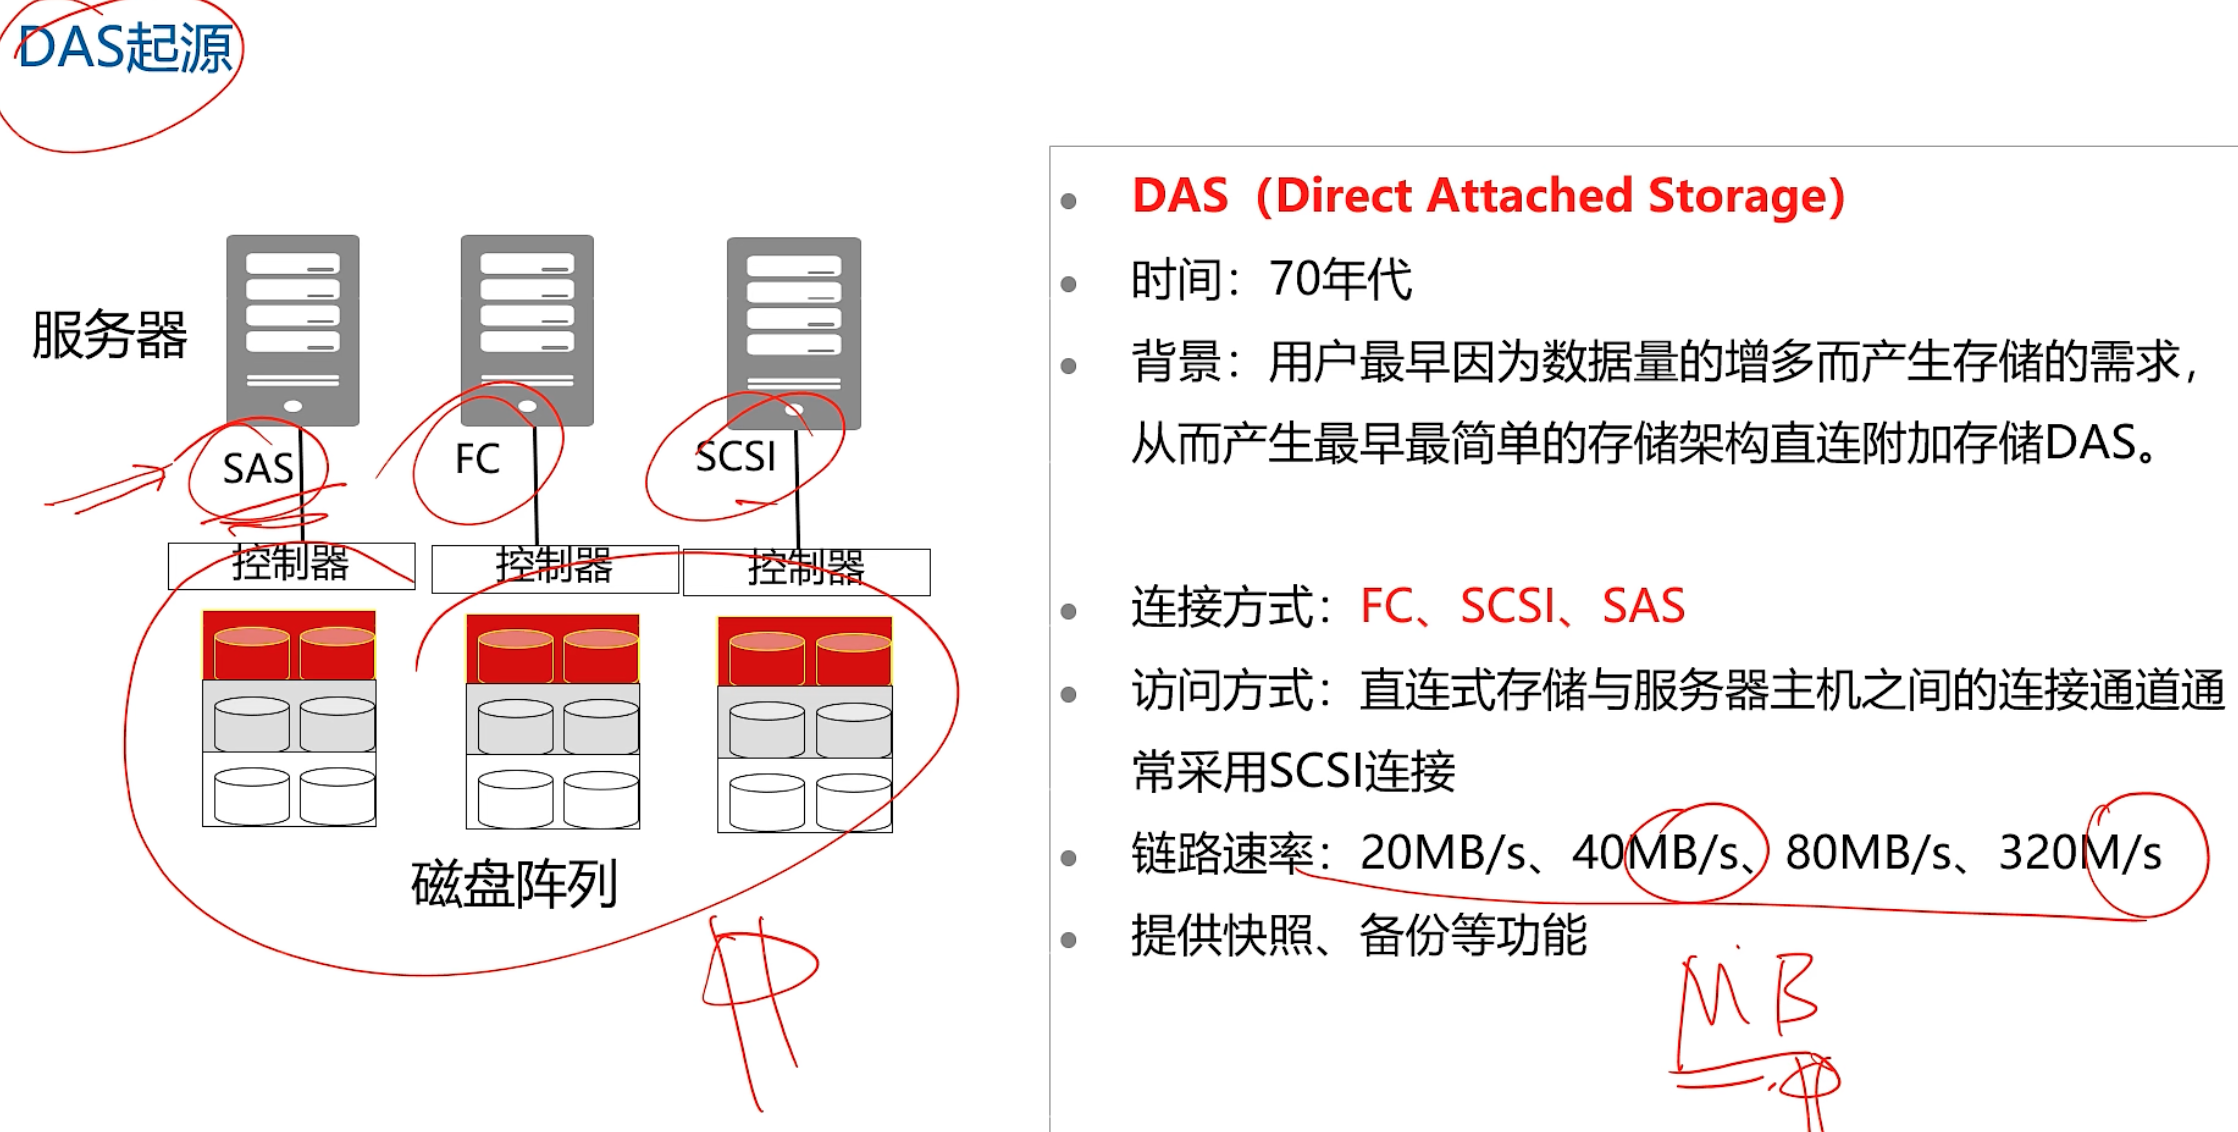 DAS起源
服务器
SAS
FC
SCSI
控制器
控制器
控制器
磁盘阵列
DAS（Direct Attached Storage）
时间：70年代
背景：用户最早因为数据量的增多而产生存储的需求，
从而产生最早最简单的存储架构直连附加存储DAS。
连接方式：FC、SCSI、SAS
访问方式：直连式存储与服务器主机之间的连接通道通
常采用SCSI连接
链路速率：20MB/s、40MB/s、80MB/s、320M/s
提供快照、备份等功能
MB